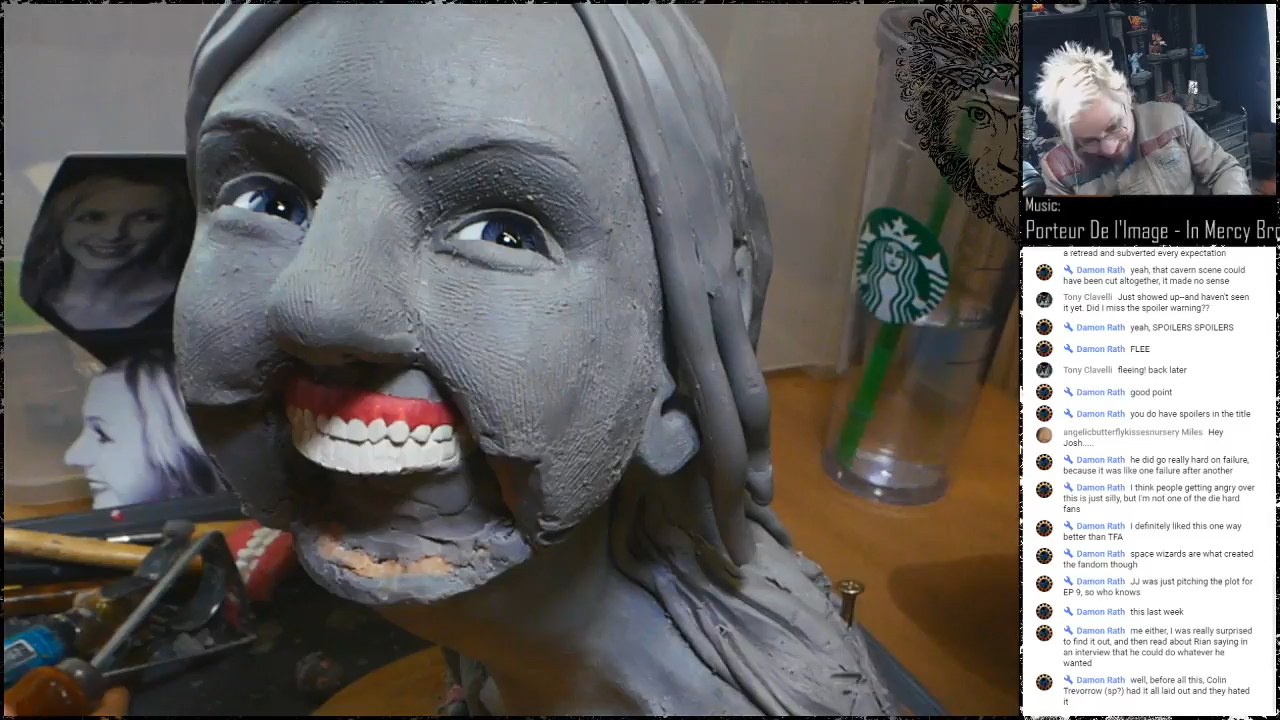 Music:
Porteur De l'Image - In Mercy Bro
a retread and subverted every expectation
Damon Rath yeah, that cavern scene could
have been cut altogether, it made no sense
Tony Clavelli Just showed up--and haven't seen
it yet. Did I miss the spoiler warning??
Damon Rath yeah, SPOILERS SPOILERS
Damon Rath FLEE
Tony Clavelli fleeing! back later
Damon Rath good point
Damon Rath you do have spoilers in the title
angelicbutterflykissesnursery Miles Hey
Josh.....
Damon Rath he did go really hard on failure,
because it was like one failure after another
Damon Rath I think people getting angry over
this is just silly, but I'm not one of the die hard
fans
Damon Rath I definitely liked this one way
better than TFA
Damon Rath space wizards are what created
the fandom though
Damon Rath JJ was just pitching the plot for
EP 9, so who knows
Damon Rath this last week
Damon Rath me either, I was really surprised
to find it out, and then read about Rian saying in
an interview that he could do whatever he
wanted
Damon Rath well, before all this, Colin
Trevorrow (sp?) had it all laid out and they hated
it